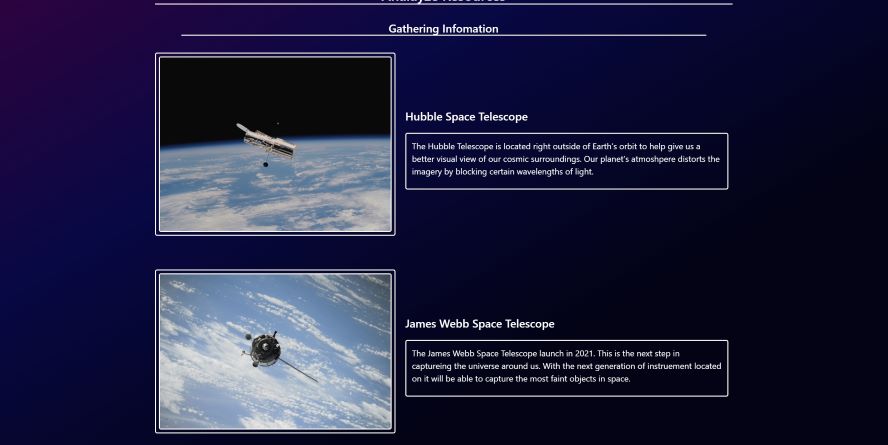 Gathering Infomation
Hubble Space Telescope
The Hubble Telescope is located right outside of Earth's orbit to help give us a
better visual view of our cosmic surroundings. Our planet's atmoshpere distorts the
imagery by blocking certain wavelengths of light.
James Webb Space Telescope
The James Webb Space Telescope launch in 2021. This is the next step in
captureing the universe around us. With the next generation of instruement located
on it will be able to capture the most faint objects in space.